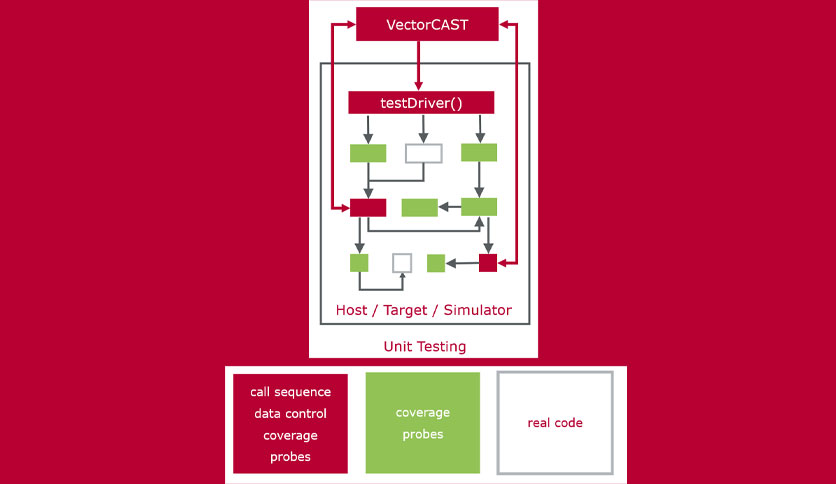 VectorCAST
testDriver()
Host / Target / Simulator
Unit Testing
call sequence
data control
coverage
probes
coverage
probes
real code